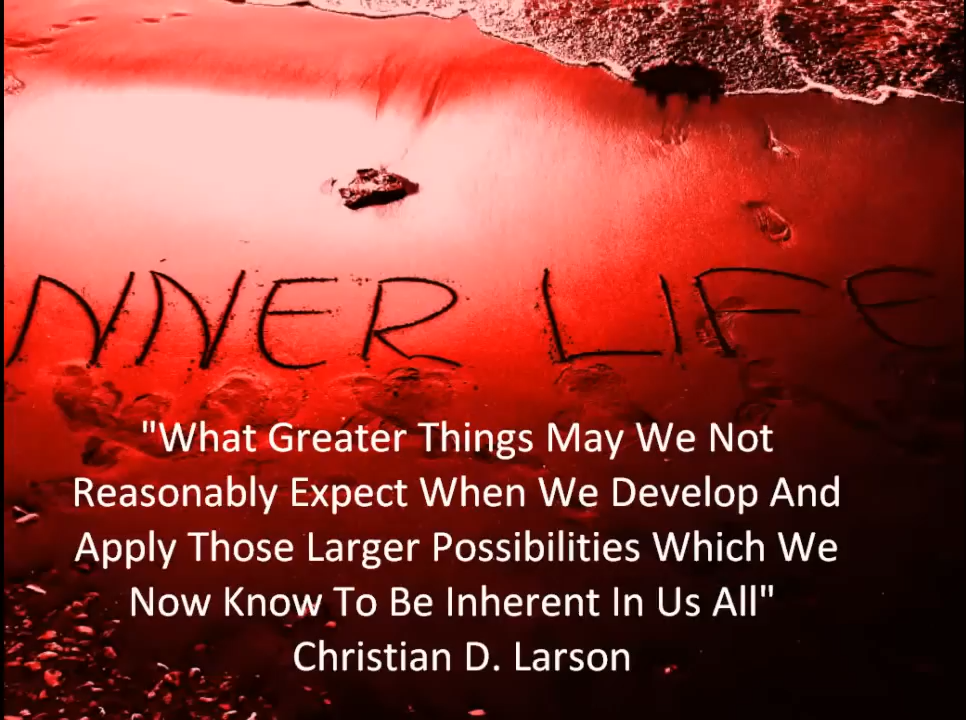 NNER LIFE
"What Greater Things May We Not
Reasonably Expect When We Develop And
Apply Those Larger Possibilities Which We
Now Know To Be Inherent In Us All"
Christian D. Larson